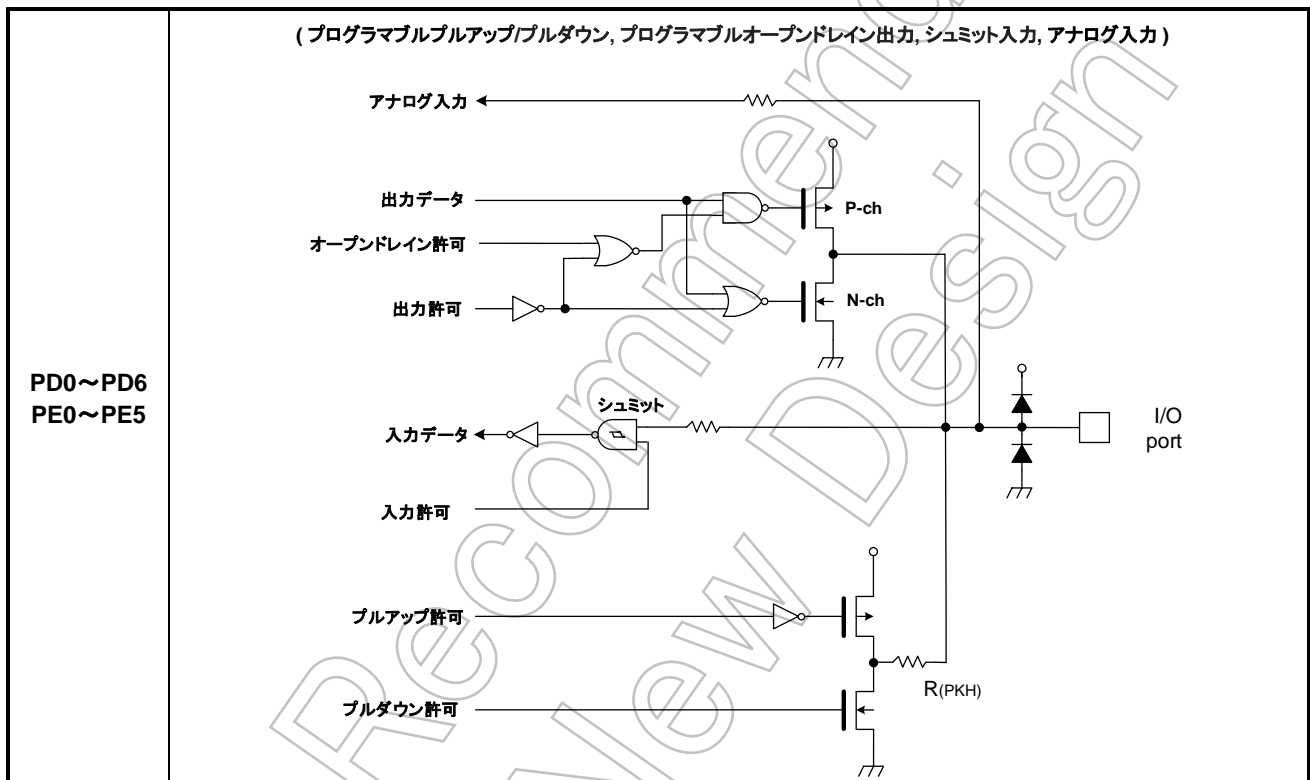 ( プログラマブルプルアップ/プルダウン, プログラマブルオープンドレイン出力, シュミット入力, アナログ入力 )
アナログ入力
出力データ
P-ch
オープンドレイン許可
出力許可
N-ch
PD0～PD6
PE0～PE5
シュミット
入力データ
I/O
port
入力許可
プルアップ許可
R(PKH)
プルダウン許可
Recommen
New Design